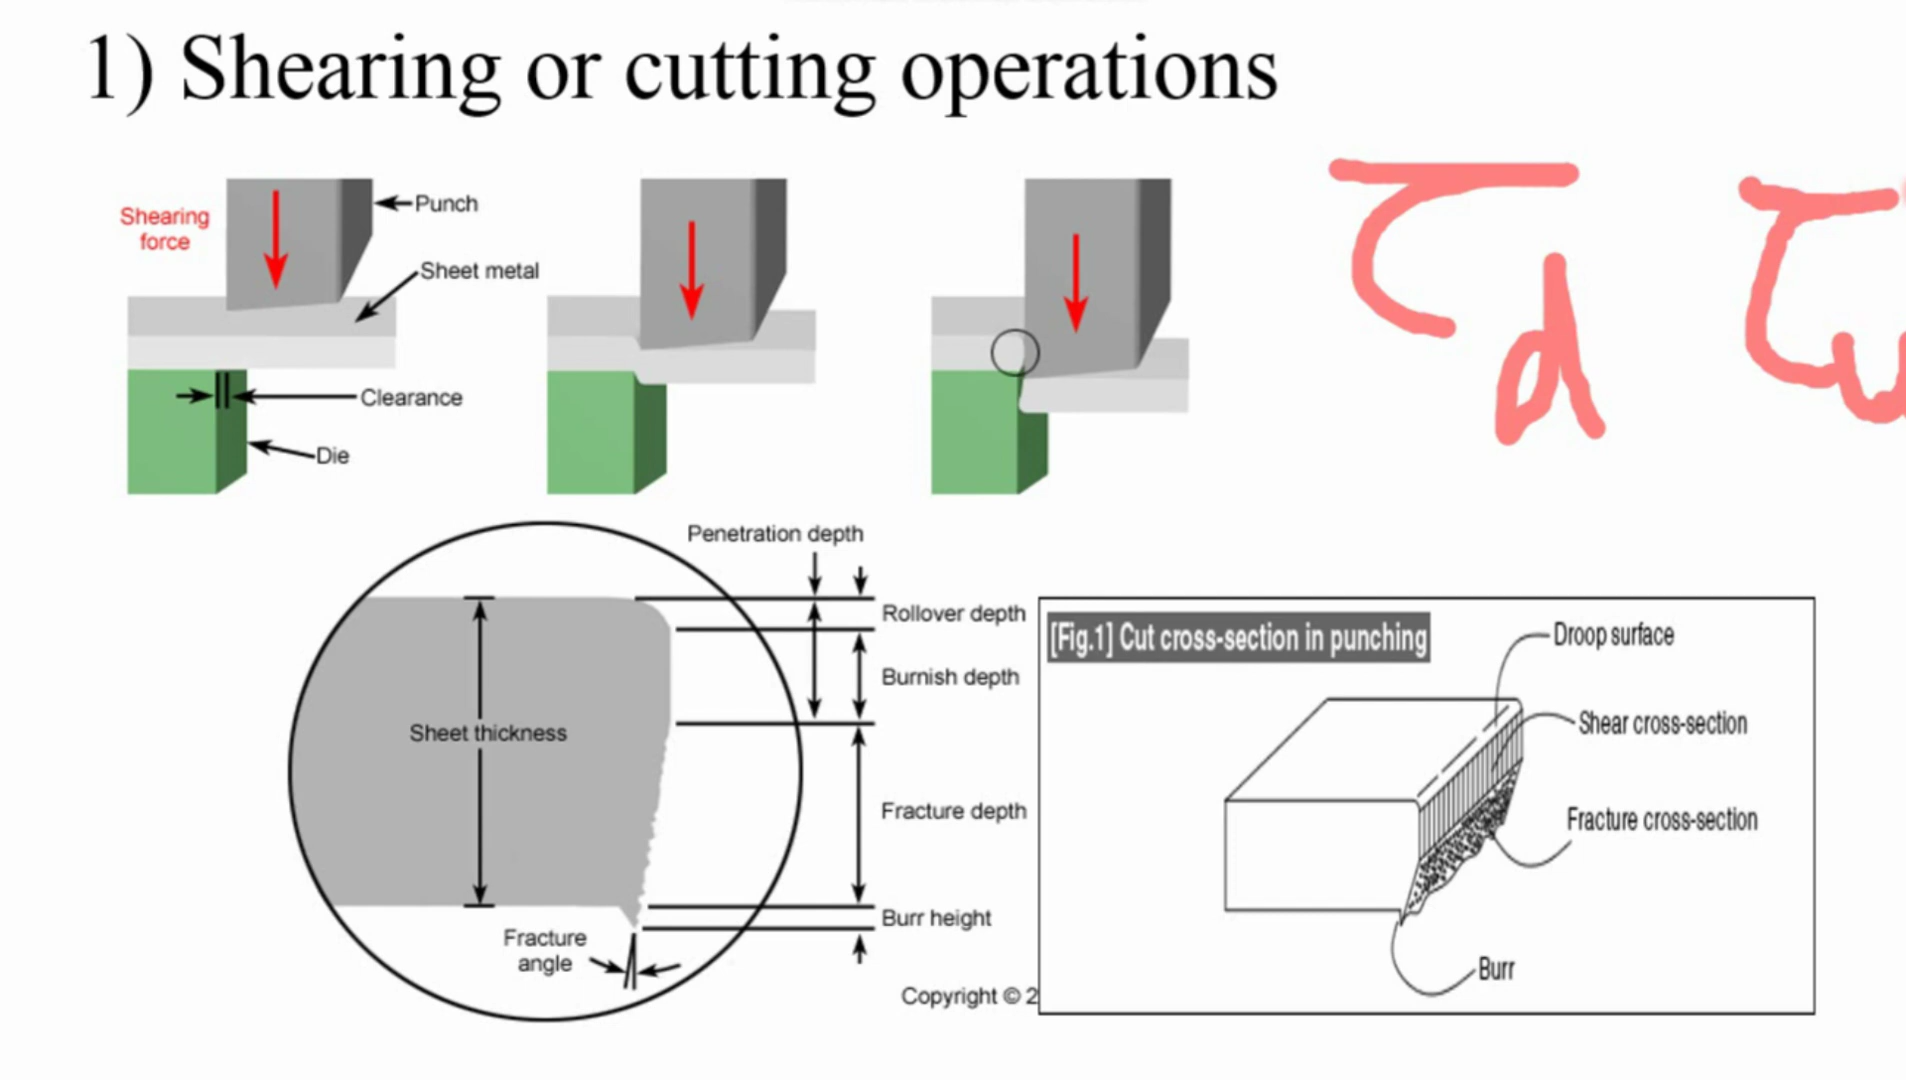 1) Shearing or cutting operations
Shearing
force
Punch
Sheet metal
Clearance
Die
τd
τu
Penetration depth
Rollover depth
Burnish depth
Sheet thickness
Fracture depth
Burr height
Fracture
angle
Copyright © 2
[Fig.1] Cut cross-section in punching
Droop surface
Shear cross-section
Fracture cross-section
Burr